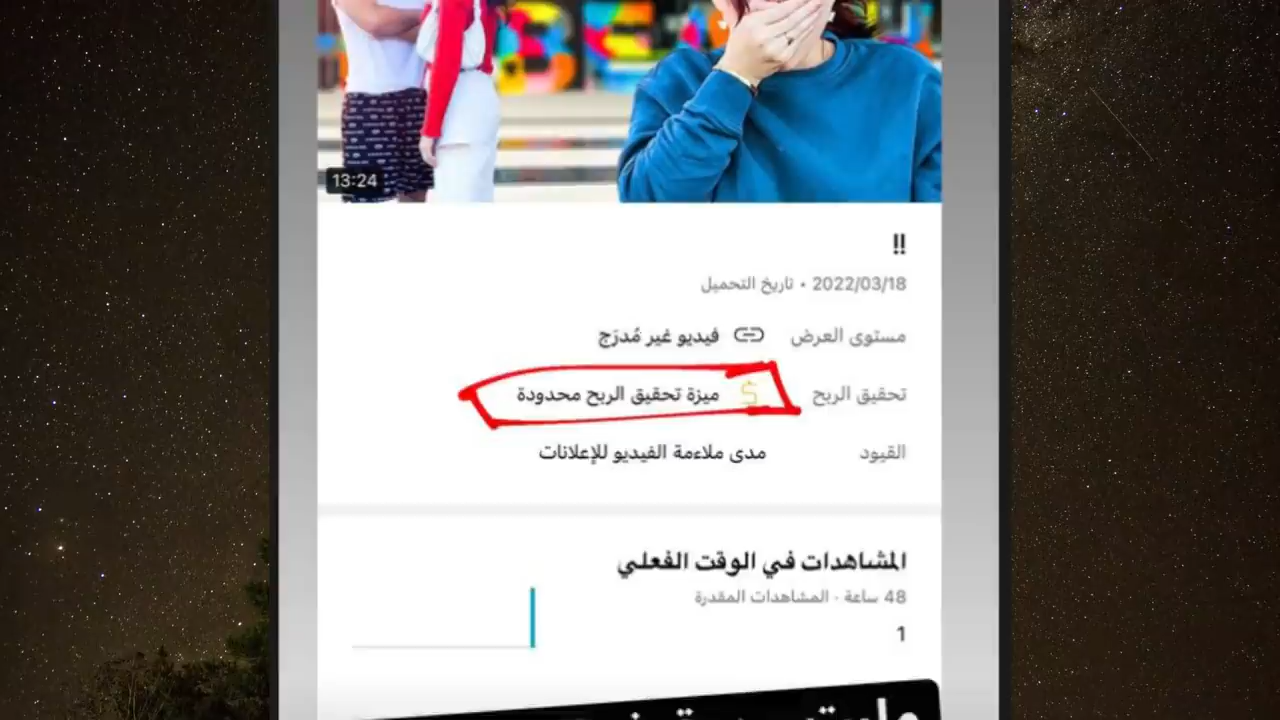 13:24
!!
2022/03/18 • تاريخ التحميل
مستوى العرض فيديو غير مُدرَج
تحقيق الربح $ ميزة تحقيق الربح محدودة
القيود مدى ملاءمة الفيديو للإعلانات
المشاهدات في الوقت الفعلي
48 ساعة · المشاهدات المقدرة
1